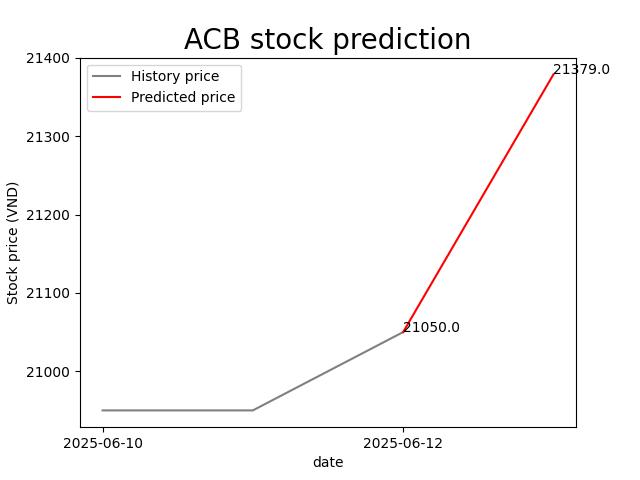 ACB stock prediction
History price
Predicted price
21400
21300
21200
21100
21000
Stock price (VND)
21379.0
21050.0
2025-06-10
2025-06-12
date